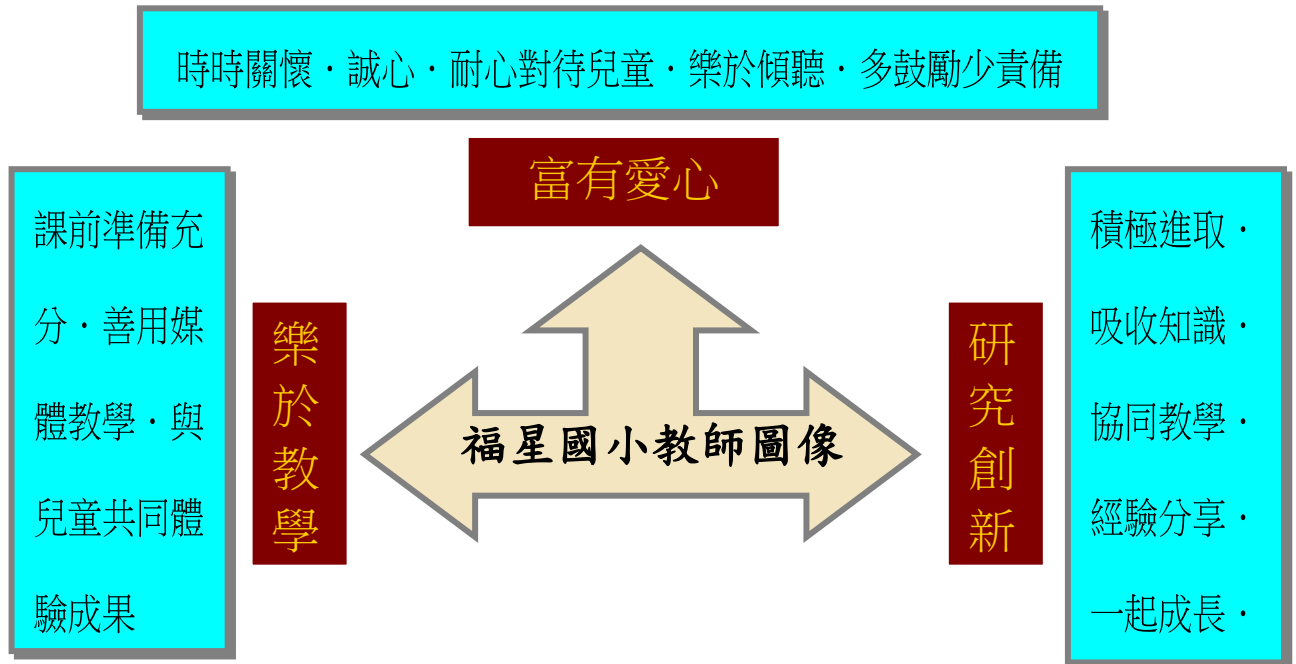 時時關懷．誠心．耐心對待兒童．樂於傾聽．多鼓勵少責備
富有愛心
課前準備充
分．善用媒
體教學．與
兒童共同體
驗成果
樂於教學
福星國小教師圖像
研究創新
積極進取．
吸收知識．
協同教學．
經驗分享．
一起成長．